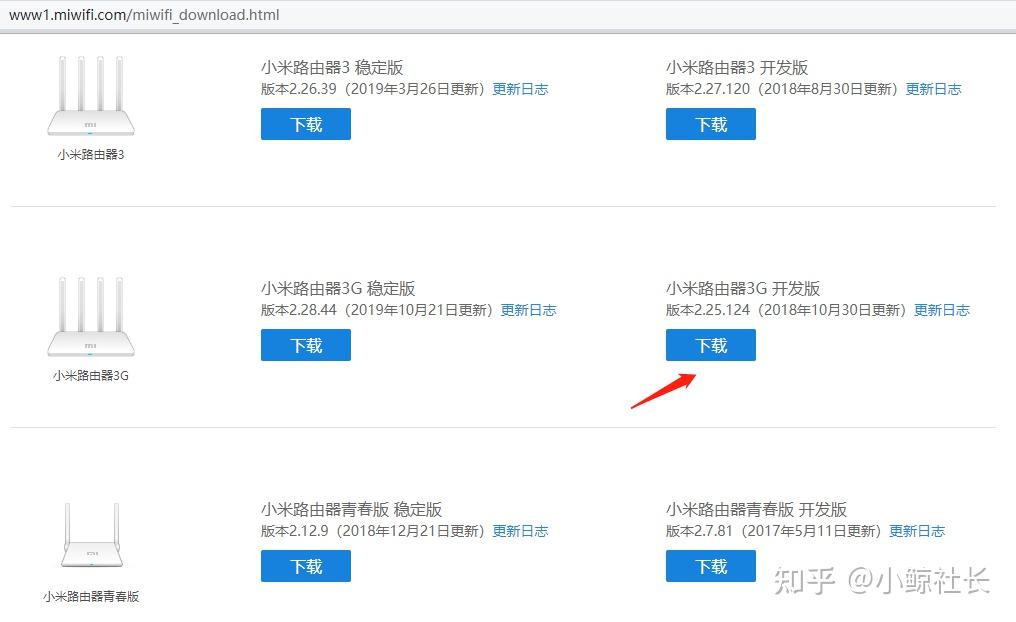 www1.miwifi.com/miwifi_download.html
小米路由器3 稳定版
小米路由器3 开发版
版本2.26.39（2019年3月26日更新）更新日志
版本2.27.120（2018年8月30日更新）更新日志
下载
下载
mi
小米路由器3
小米路由器3G 稳定版
小米路由器3G 开发版
版本2.28.44（2019年10月21日更新）更新日志
版本2.25.124（2018年10月30日更新）更新日志
下载
下载
mi
小米路由器3G
小米路由器青春版 稳定版
小米路由器青春版 开发版
版本2.12.9（2018年12月21日更新）更新日志
版本2.7.81（2017年5月11日更新）更新日志
下载
下载
mi
小米路由器青春版
知乎 @小鲸社长